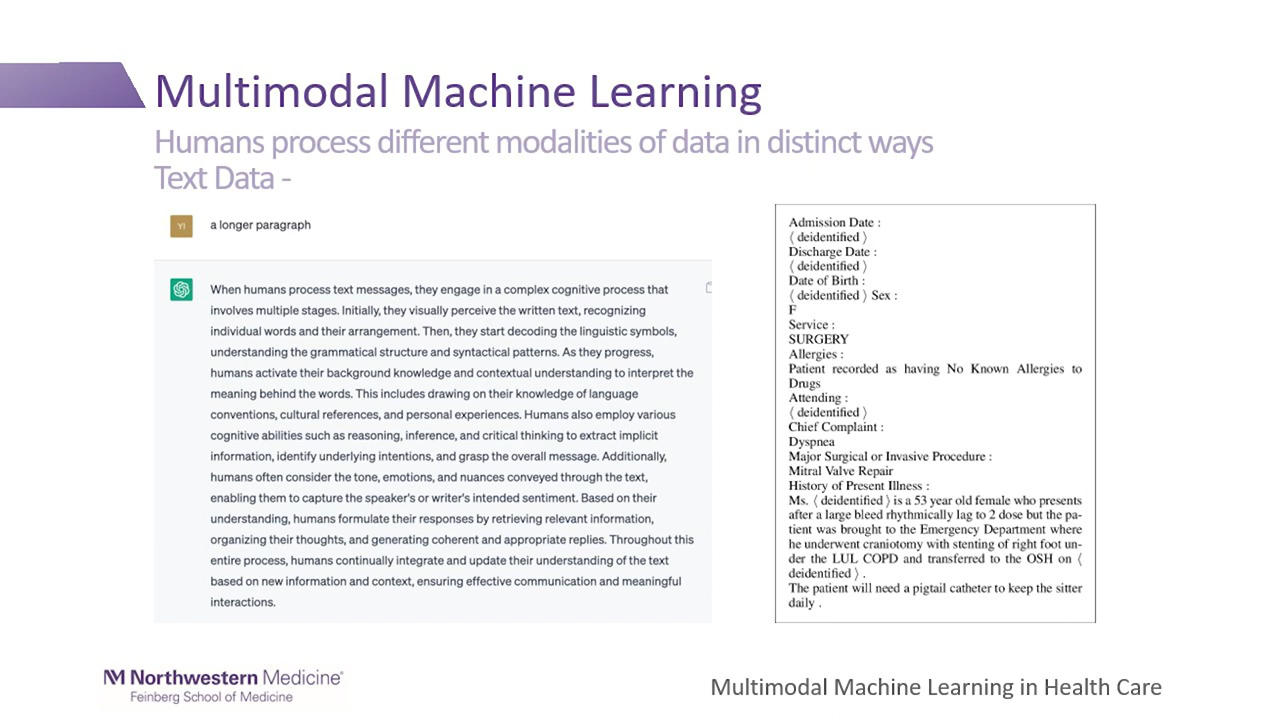 Multimodal Machine Learning
Humans process different modalities of data in distinct ways
Text Data -
YI
a longer paragraph
When humans process text messages, they engage in a complex cognitive process that
involves multiple stages. Initially, they visually perceive the written text, recognizing
individual words and their arrangement. Then, they start decoding the linguistic symbols,
understanding the grammatical structure and syntactical patterns. As they progress,
humans activate their background knowledge and contextual understanding to interpret the
meaning behind the words. This includes drawing on their knowledge of language
conventions, cultural references, and personal experiences. Humans also employ various
cognitive abilities such as reasoning, inference, and critical thinking to extract implicit
information, identify underlying intentions, and grasp the overall message. Additionally,
humans often consider the tone, emotions, and nuances conveyed through the text,
enabling them to capture the speaker's or writer's intended sentiment. Based on their
understanding, humans formulate their responses by retrieving relevant information,
organizing their thoughts, and generating coherent and appropriate replies. Throughout this
entire process, humans continually integrate and update their understanding of the text
based on new information and context, ensuring effective communication and meaningful
interactions.
Admission Date :
⟨ deidentified ⟩
Discharge Date :
⟨ deidentified ⟩
Date of Birth :
⟨ deidentified ⟩ Sex :
F
Service :
SURGERY
Allergies :
Patient recorded as having No Known Allergies to
Drugs
Attending :
⟨ deidentified ⟩
Chief Complaint :
Dyspnea
Major Surgical or Invasive Procedure :
Mitral Valve Repair
History of Present Illness :
Ms. ⟨ deidentified ⟩ is a 53 year old female who presents
after a large bleed rhythmically lag to 2 dose but the pa-
tient was brought to the Emergency Department where
he underwent craniotomy with stenting of right foot un-
der the LUL COPD and transferred to the OSH on ⟨
deidentified ⟩ .
The patient will need a pigtail catheter to keep the sitter
daily .
NM Northwestern Medicine®
Feinberg School of Medicine
Multimodal Machine Learning in Health Care